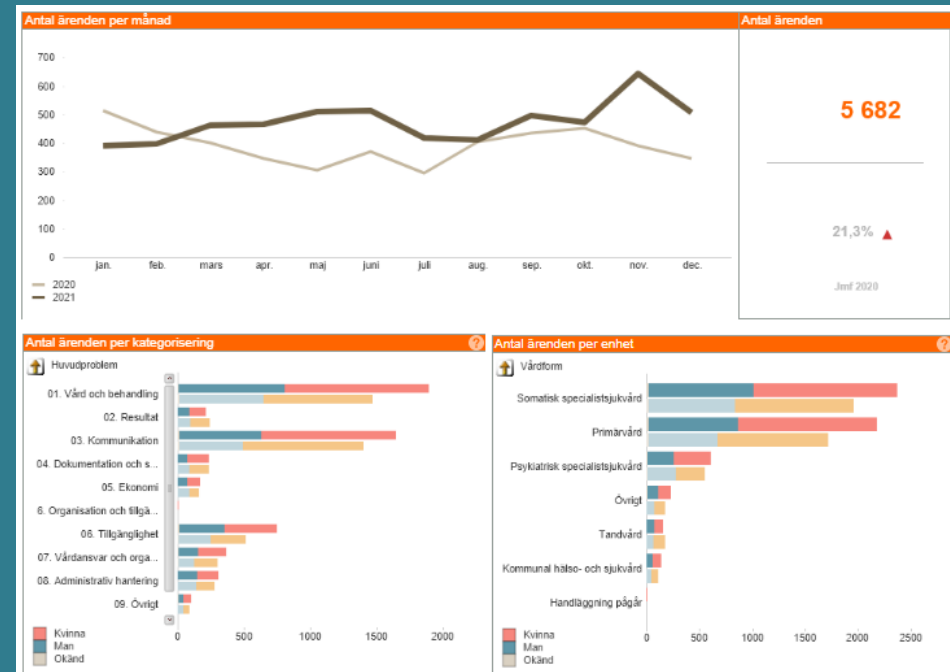 Antal ärenden per månad
Antal ärenden
700
600
500
400
300
200
100
0
jan. feb. mars apr. maj juni juli aug. sep. okt. nov. dec.
2020
2021
5 682
21,3%
Jmf 2020
Antal ärenden per kategorisering
?
Huvudproblem
01. Vård och behandling
02. Resultat
03. Kommunikation
04. Dokumentation och s...
05. Ekonomi
6. Organisation och tillgä...
06. Tillgänglighet
07. Vårdansvar och orga...
08. Administrativ hantering
09. Övrigt
0 500 1000 1500 2000
Kvinna
Man
Okänd
Antal ärenden per enhet
?
Vårdform
Somatisk specialistsjukvård
Primärvård
Psykiatrisk specialistsjukvård
Övrigt
Tandvård
Kommunal hälso- och sjukvård
Handläggning pågår
0 500 1000 1500 2000 2500
Kvinna
Man
Okänd